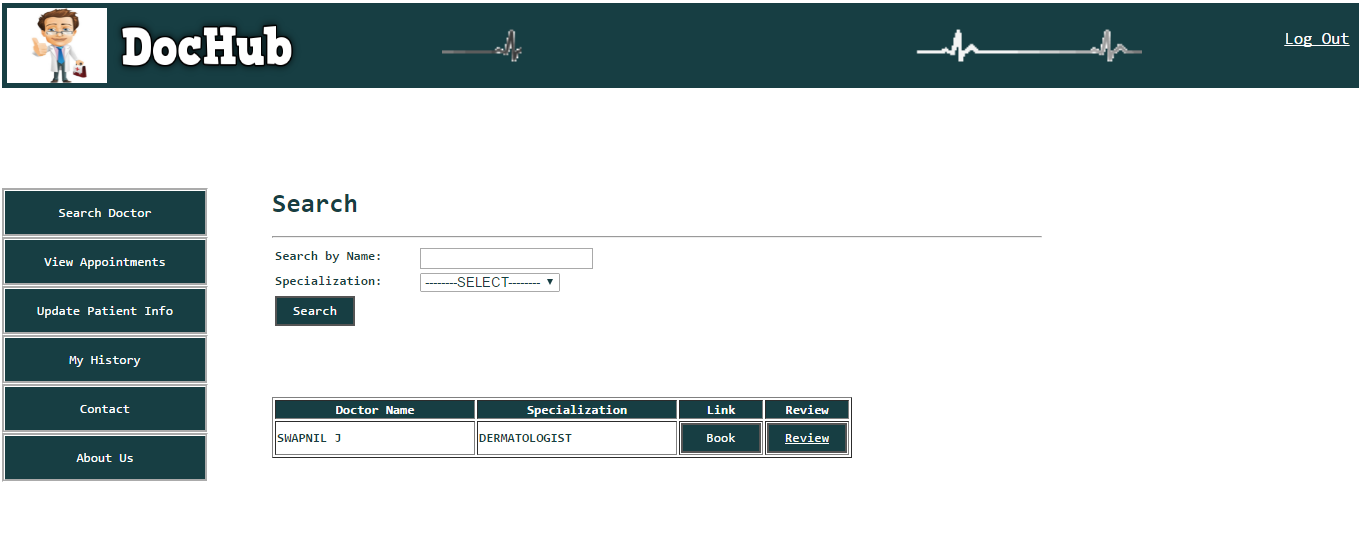 DocHub
Log Out
Search Doctor
View Appointments
Update Patient Info
My History
Contact
About Us
Search
Search by Name:
Specialization: --------SELECT--------
Search
Doctor Name Specialization Link Review
SWAPNIL J DERMATOLOGIST Book Review